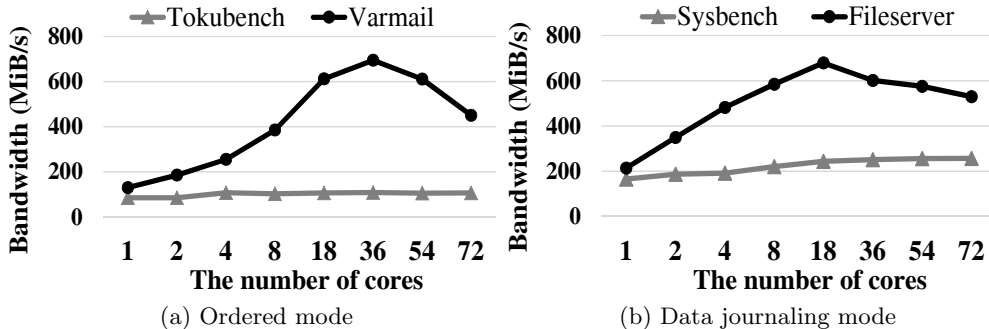 Tokubench Varmail
Bandwidth (MiB/s)
800
600
400
200
0
1 2 4 8 18 36 54 72
The number of cores
(a) Ordered mode
Sysbench Fileserver
Bandwidth (MiB/s)
800
600
400
200
0
1 2 4 8 18 36 54 72
The number of cores
(b) Data journaling mode